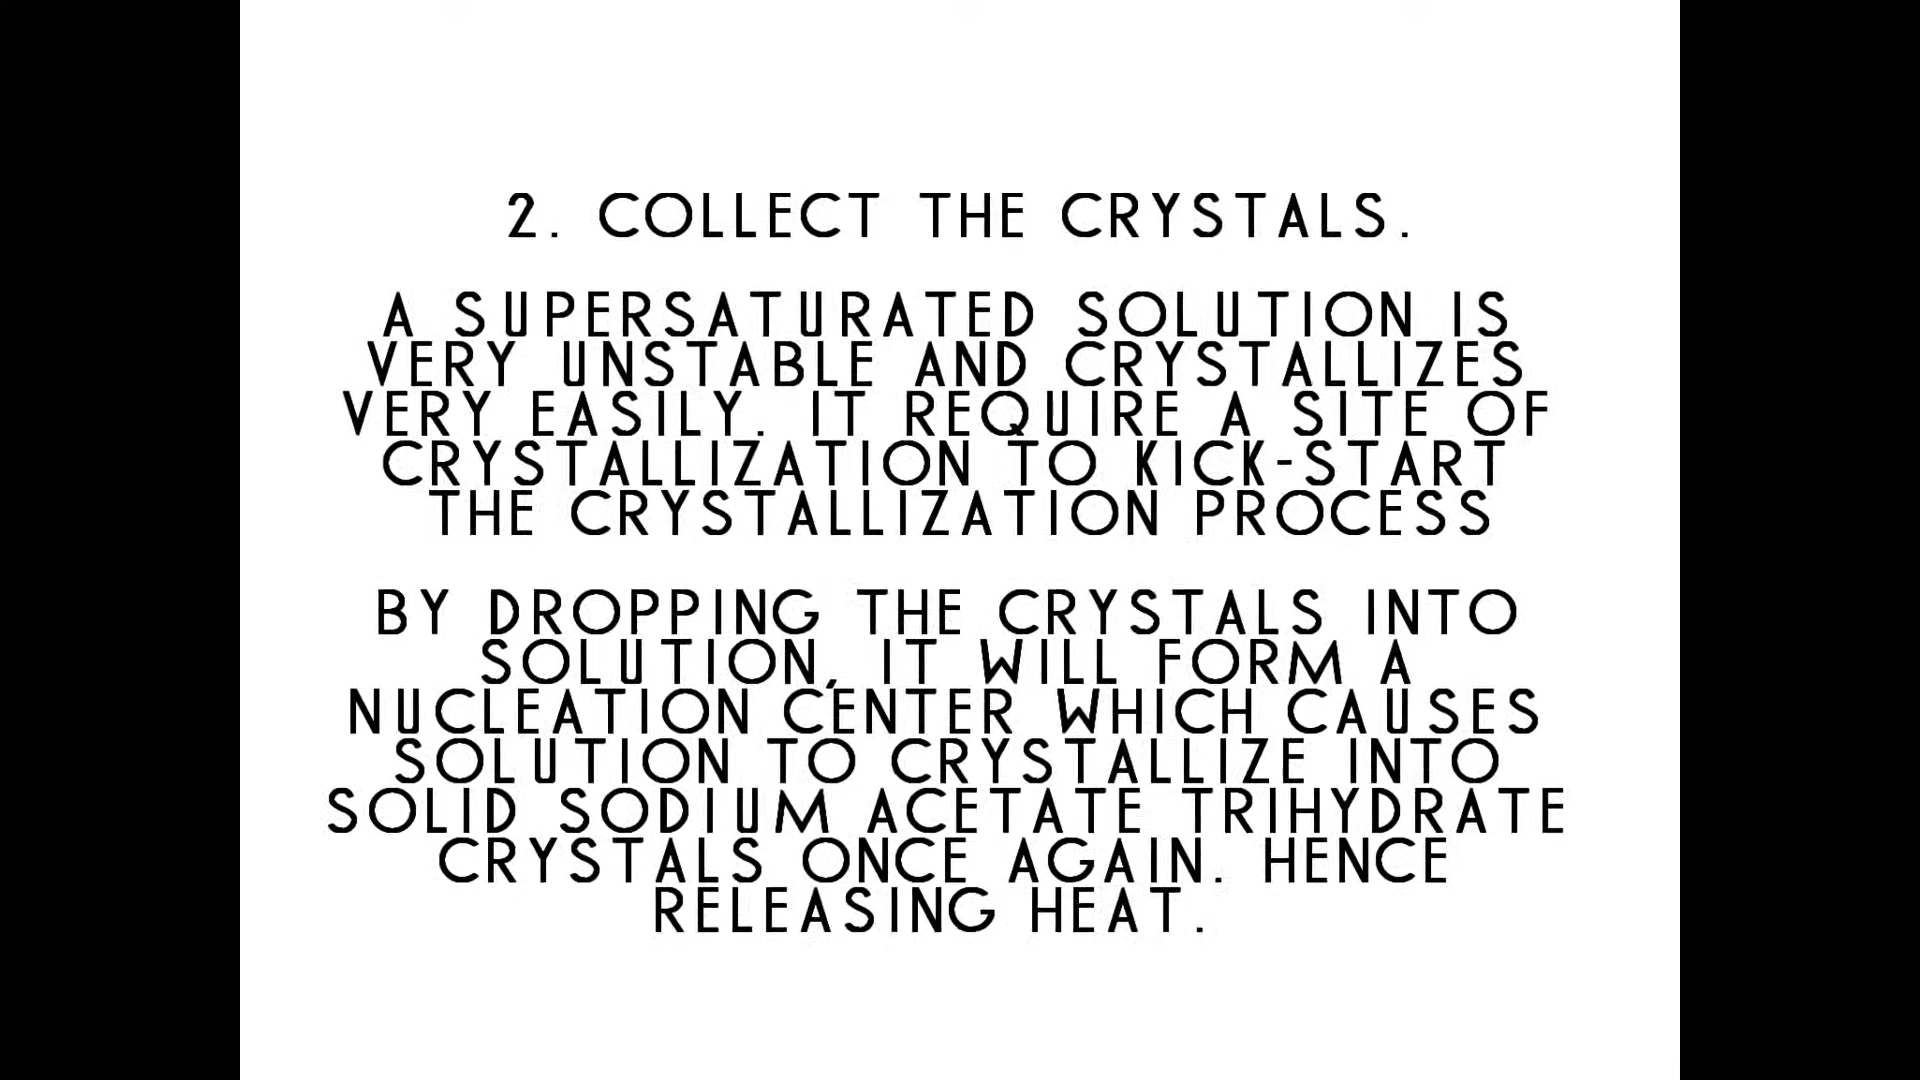 2. COLLECT THE CRYSTALS.
A SUPERSATURATED SOLUTION IS
VERY UNSTABLE AND CRYSTALLIZES
VERY EASILY. IT REQUIRE A SITE OF
CRYSTALLIZATION TO KICK-START
THE CRYSTALLIZATION PROCESS
BY DROPPING THE CRYSTALS INTO
SOLUTION, IT WILL FORM A
NUCLEATION CENTER WHICH CAUSES
SOLUTION TO CRYSTALLIZE INTO
SOLID SODIUM ACETATE TRIHYDRATE
CRYSTALS ONCE AGAIN. HENCE
RELEASING HEAT.